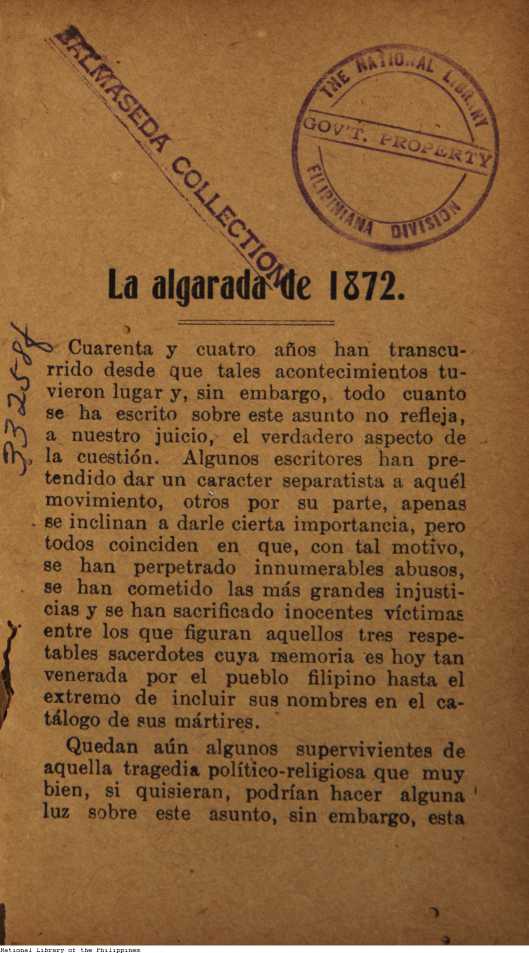 BALMASEDA COLLECTION
THE NATIONAL LIBRARY
GOV'T. PROPERTY
FILIPINIANA DIVISION
La algarada de 1872.
33258
Cuarenta y cuatro años han transcu-
rrido desde que tales acontecimientos tu-
vieron lugar y, sin embargo, todo cuanto
se ha escrito sobre este asunto no refleja,
a nuestro juicio, el verdadero aspecto de
la cuestión. Algunos escritores han pre-
tendido dar un caracter separatista a aquél
movimiento, otros por su parte, apenas
se inclinan a darle cierta importancia, pero
todos coinciden en que, con tal motivo,
se han perpetrado innumerables abusos,
se han cometido las más grandes injusti-
cias y se han sacrificado inocentes víctimas
entre los que figuran aquellos tres respe-
tables sacerdotes cuya memoria es hoy tan
venerada por el pueblo filipino hasta el
extremo de incluir sus nombres en el ca-
tálogo de sus mártires.
Quedan aún algunos supervivientes de
aquella tragedia político-religiosa que muy
bien, si quisieran, podrían hacer alguna
luz sobre este asunto, sin embargo, esta
National Library of the Philippines